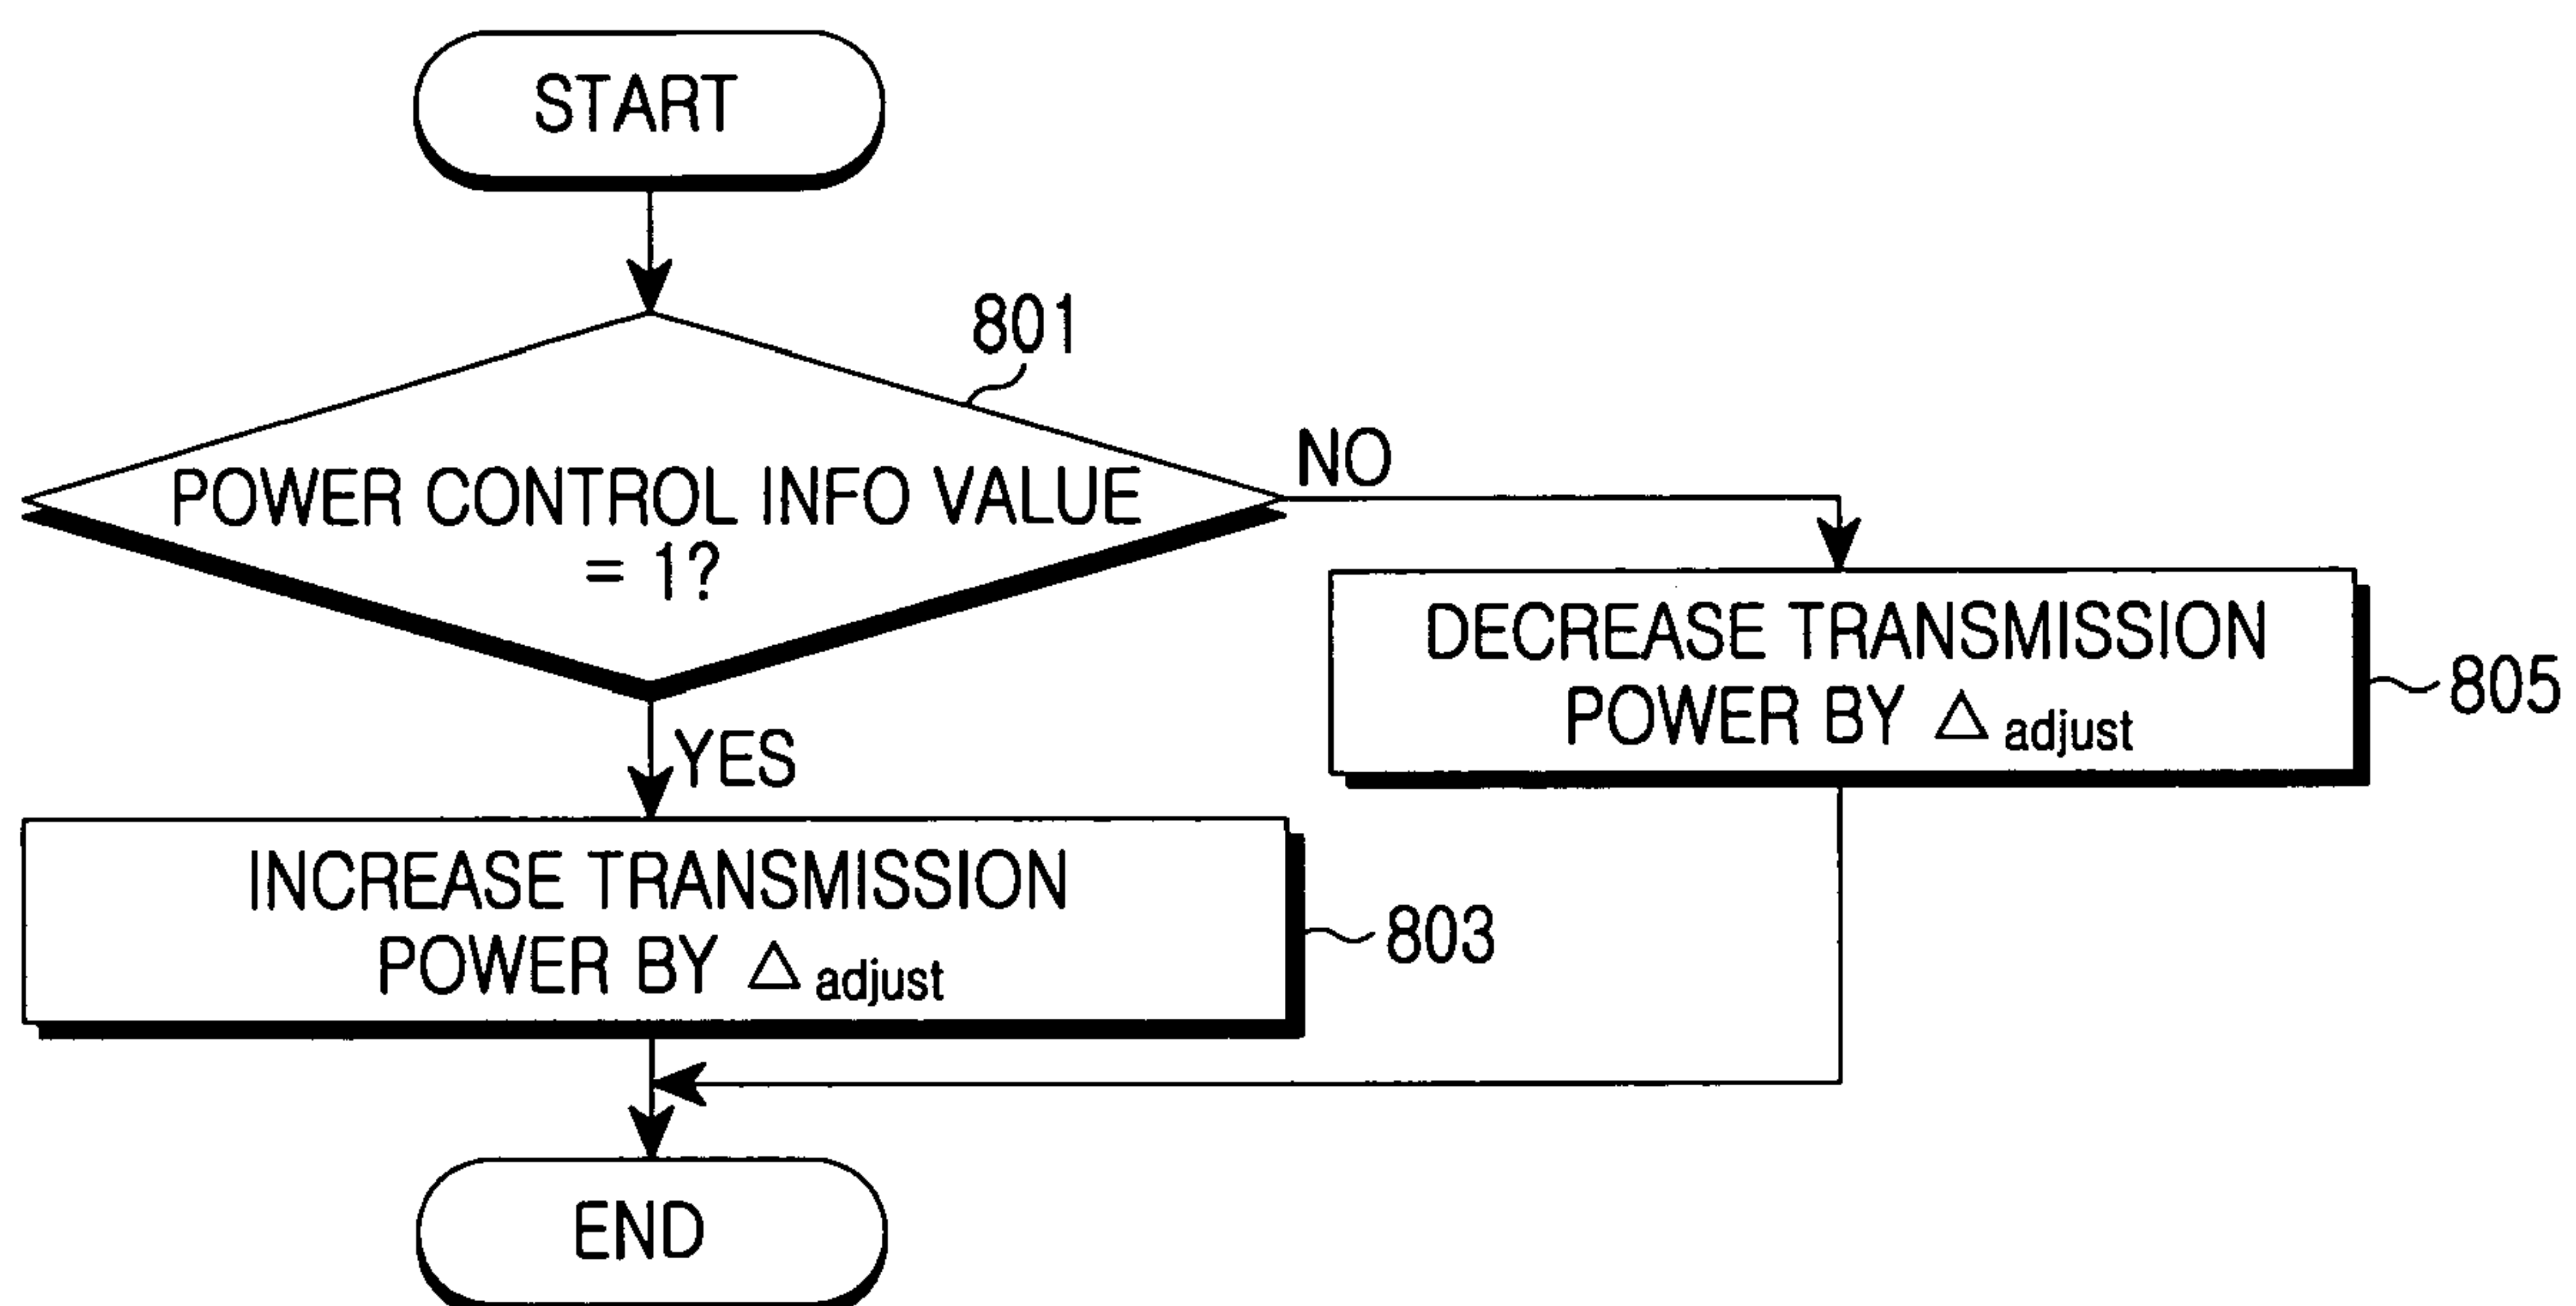 START
801
POWER CONTROL INFO VALUE
= 1?
NO
YES
DECREASE TRANSMISSION
POWER BY △ adjust
805
INCREASE TRANSMISSION
POWER BY △ adjust
803
END